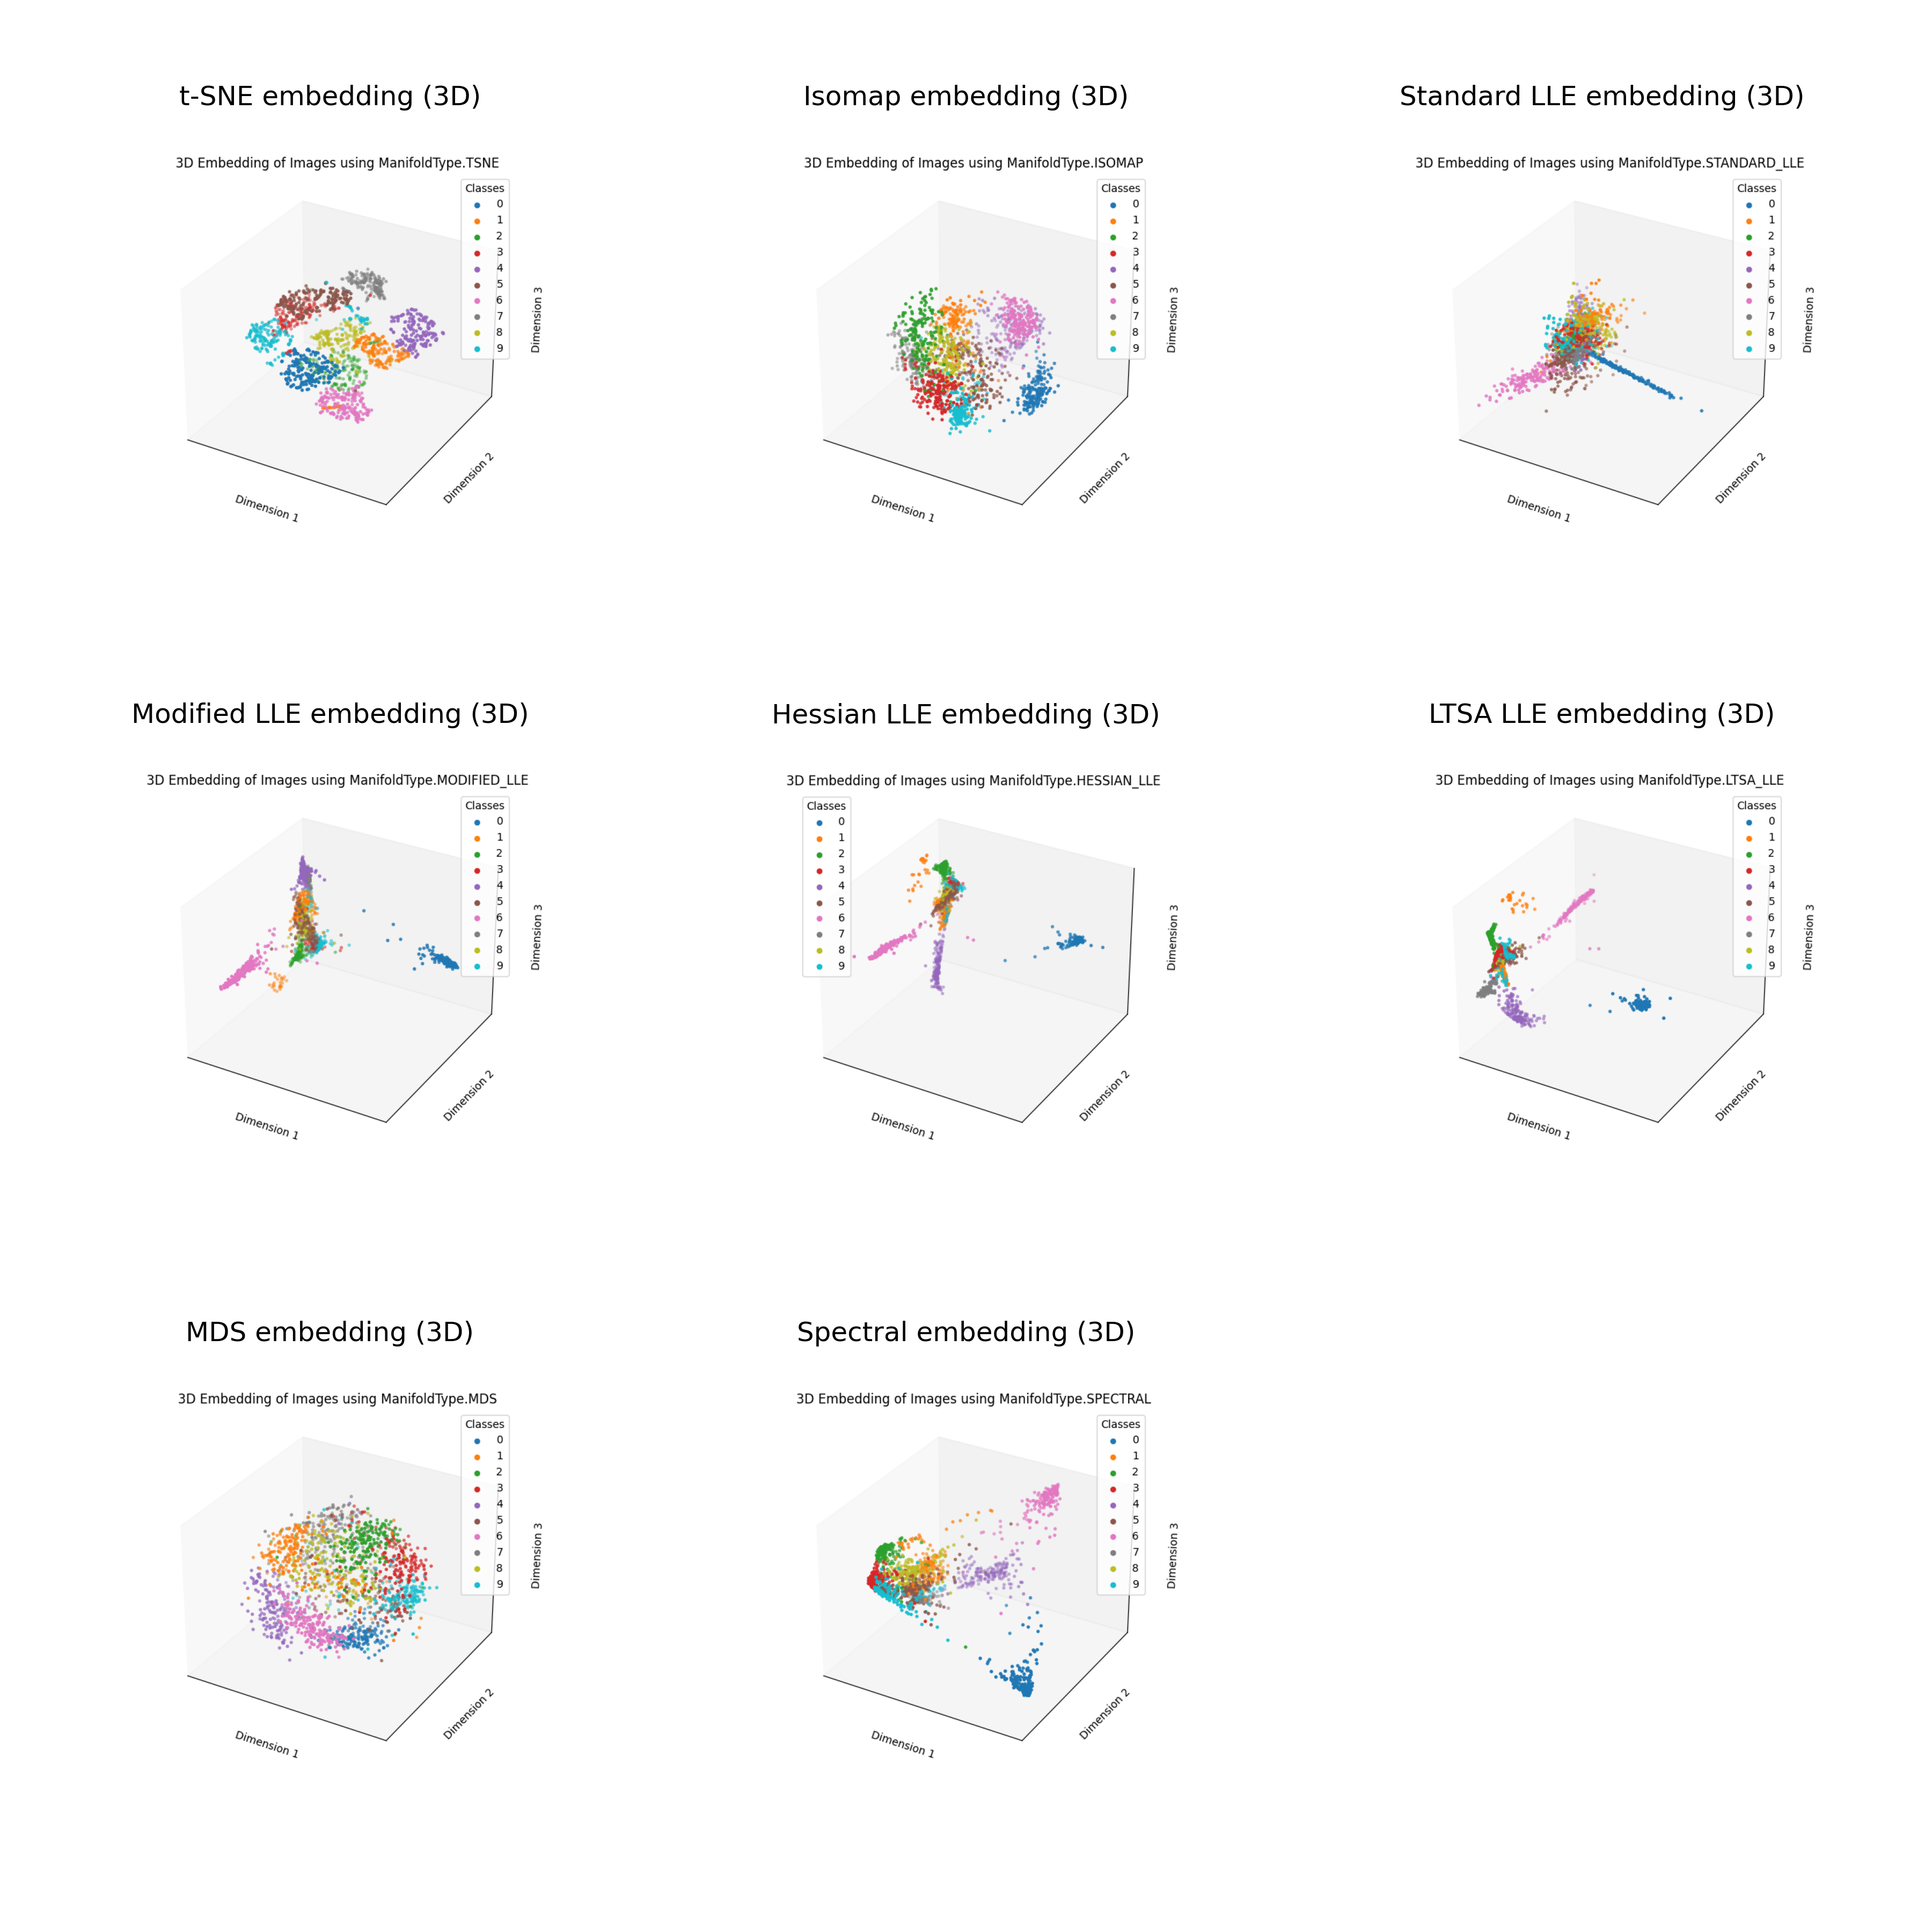 t-SNE embedding (3D)
3D Embedding of Images using ManifoldType.TSNE
Classes
0
1
2
3
4
5
6
7
8
9
Dimension 3
Dimension 2
Dimension 1
Isomap embedding (3D)
3D Embedding of Images using ManifoldType.ISOMAP
Classes
0
1
2
3
4
5
6
7
8
9
Dimension 3
Dimension 2
Dimension 1
Standard LLE embedding (3D)
3D Embedding of Images using ManifoldType.STANDARD_LLE
Classes
0
1
2
3
4
5
6
7
8
9
Dimension 3
Dimension 2
Dimension 1
Modified LLE embedding (3D)
3D Embedding of Images using ManifoldType.MODIFIED_LLE
Classes
0
1
2
3
4
5
6
7
8
9
Dimension 3
Dimension 2
Dimension 1
Hessian LLE embedding (3D)
3D Embedding of Images using ManifoldType.HESSIAN_LLE
Classes
0
1
2
3
4
5
6
7
8
9
Dimension 3
Dimension 2
Dimension 1
LTSA LLE embedding (3D)
3D Embedding of Images using ManifoldType.LTSA_LLE
Classes
0
1
2
3
4
5
6
7
8
9
Dimension 3
Dimension 2
Dimension 1
MDS embedding (3D)
3D Embedding of Images using ManifoldType.MDS
Classes
0
1
2
3
4
5
6
7
8
9
Dimension 3
Dimension 2
Dimension 1
Spectral embedding (3D)
3D Embedding of Images using ManifoldType.SPECTRAL
Classes
0
1
2
3
4
5
6
7
8
9
Dimension 3
Dimension 2
Dimension 1